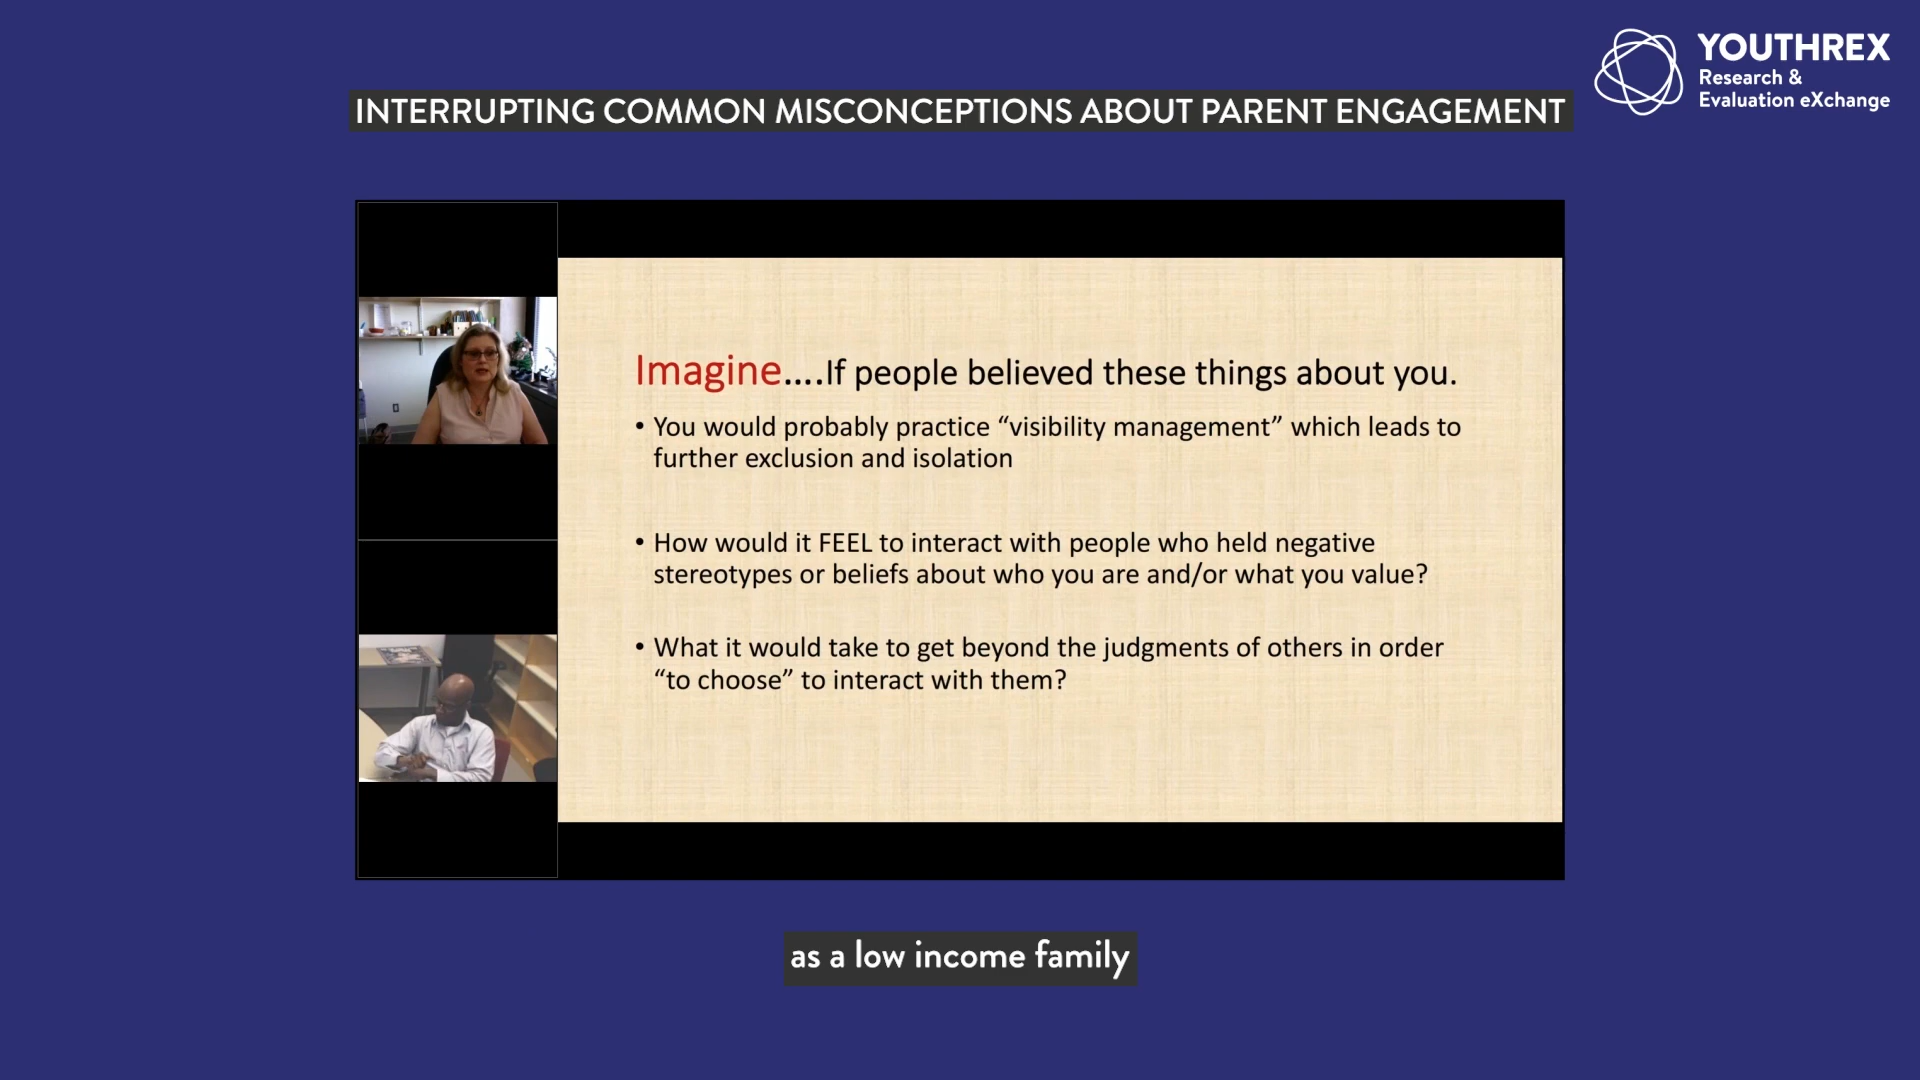 YOUTHREX
Research &
Evaluation eXchange
INTERRUPTING COMMON MISCONCEPTIONS ABOUT PARENT ENGAGEMENT
Imagine....If people believed these things about you.
• You would probably practice “visibility management” which leads to
further exclusion and isolation
• How would it FEEL to interact with people who held negative
stereotypes or beliefs about who you are and/or what you value?
• What it would take to get beyond the judgments of others in order
“to choose” to interact with them?
as a low income family